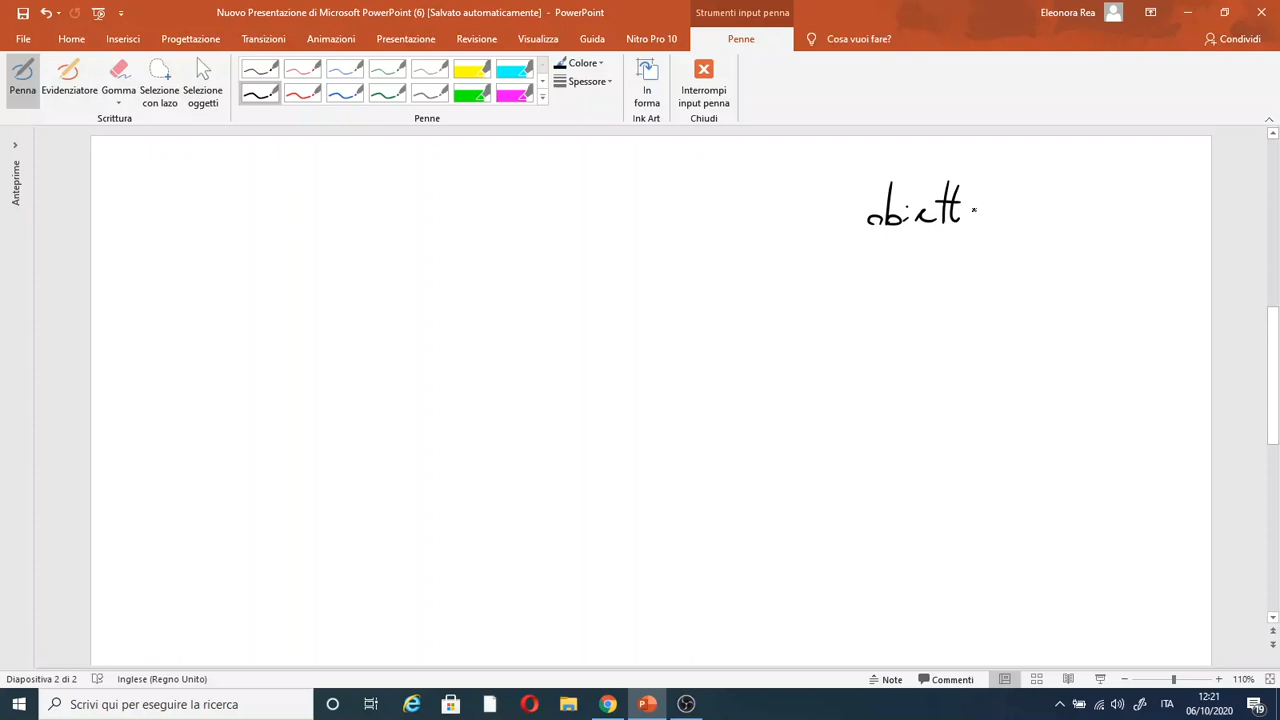 Nuovo Presentazione di Microsoft PowerPoint (6) [Salvato automaticamente] - PowerPoint
Strumenti input penna
Eleonora Rea
File Home Inserisci Progettazione Transizioni Animazioni Presentazione Revisione Visualizza Guida Nitro Pro 10 Penne Cosa vuoi fare? Condividi
Penna Evidenziatore Gomma Selezione con lazo Selezione oggetti
Colore
Spessore
In forma
Interrompi input penna
Scrittura Penne Ink Art Chiudi
Anteprime
obiett
Diapositiva 2 di 2 Inglese (Regno Unito) Note Commenti 110%
Scrivi qui per eseguire la ricerca
ITA
12:21
06/10/2020
19